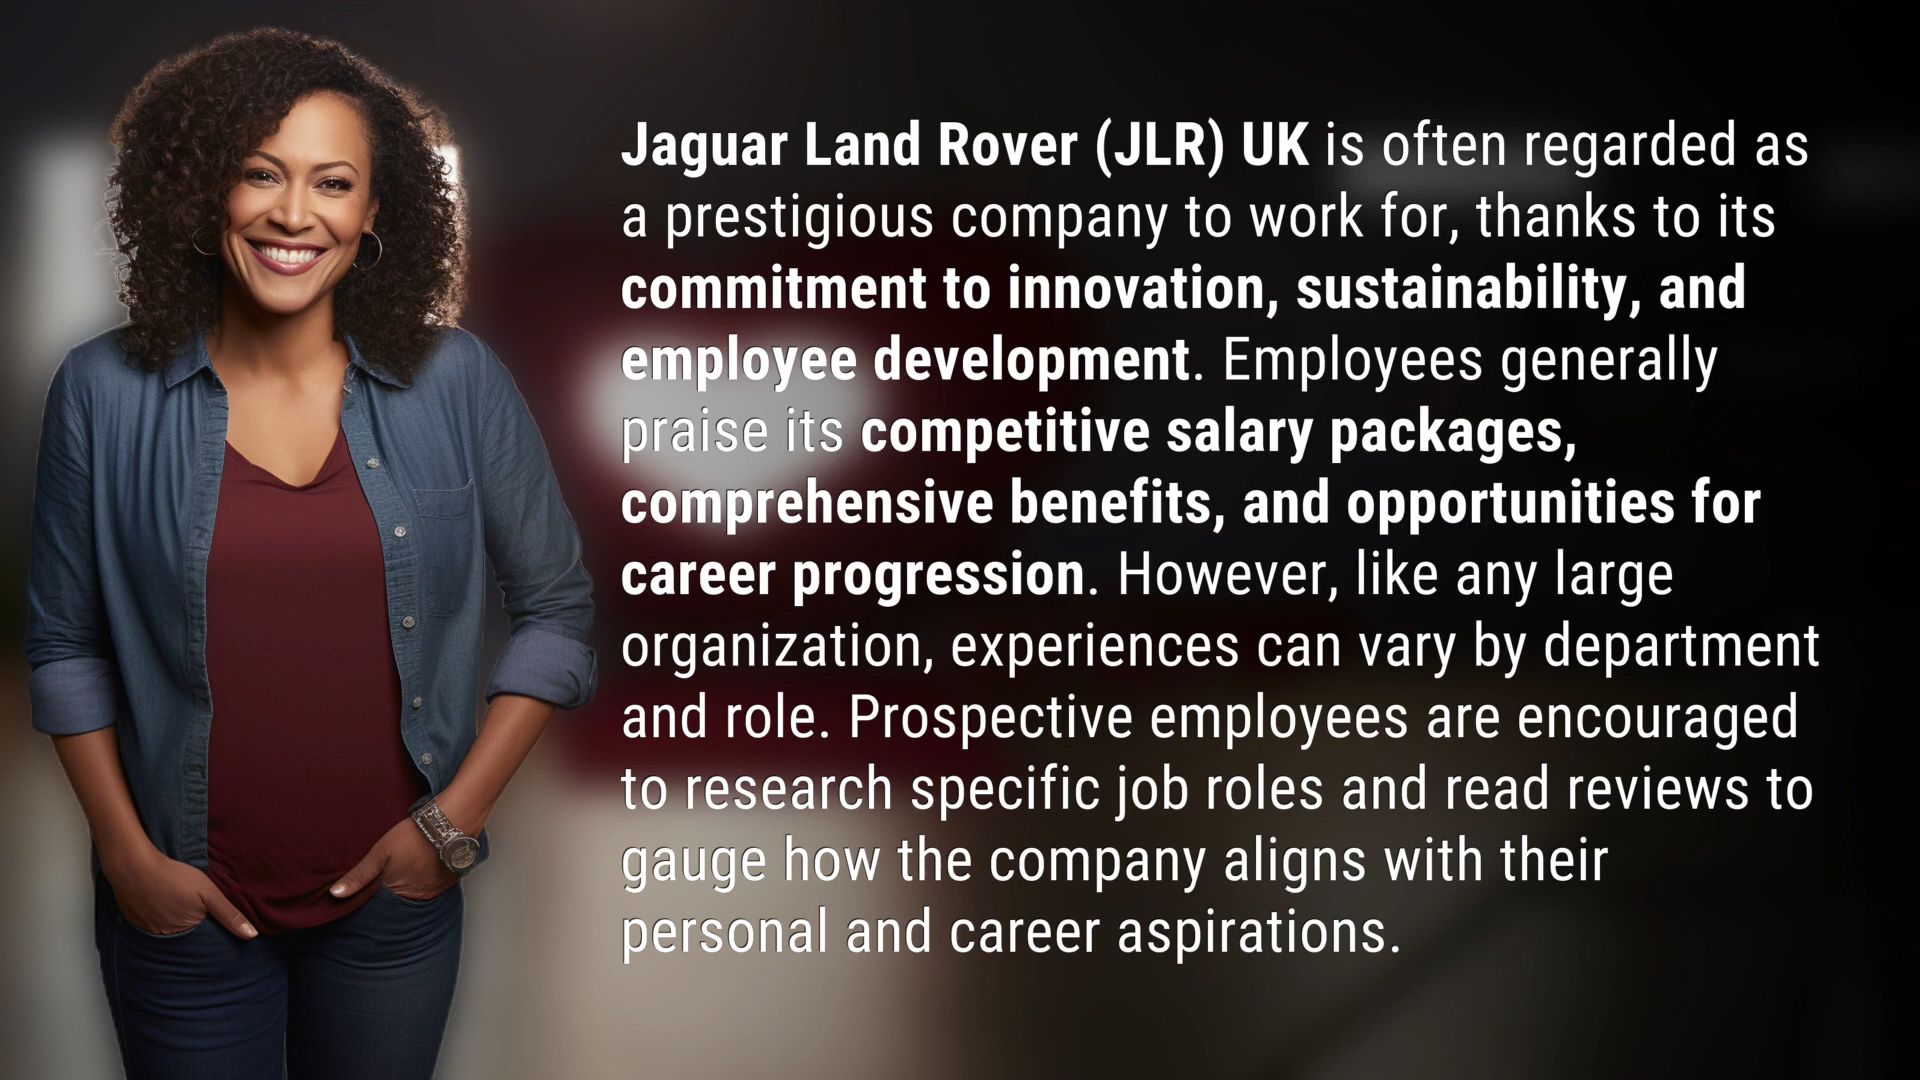 Jaguar Land Rover (JLR) UK is often regarded as
a prestigious company to work for, thanks to its
commitment to innovation, sustainability, and
employee development. Employees generally
praise its competitive salary packages,
comprehensive benefits, and opportunities for
career progression. However, like any large
organization, experiences can vary by department
and role. Prospective employees are encouraged
to research specific job roles and read reviews to
gauge how the company aligns with their
personal and career aspirations.